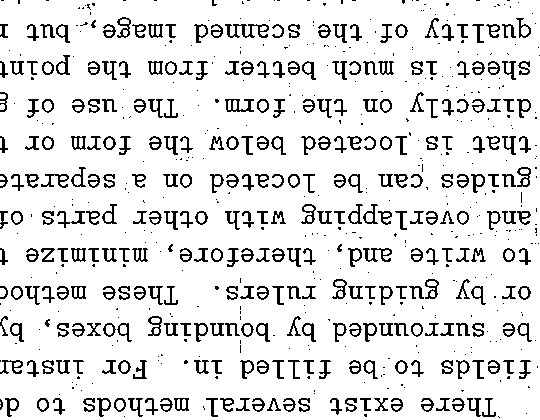 There exist several methods to de
fields to be filled in. For instan
be surrounded by bounding boxes, by
or by guiding rulers. These method
to write and, therefore, minimize t
and overlapping with other parts of
guides can be located on a separate
that is located below the form or t
directly on the form. The use of g
sheet is much better from the point
quality of the scanned image, but r